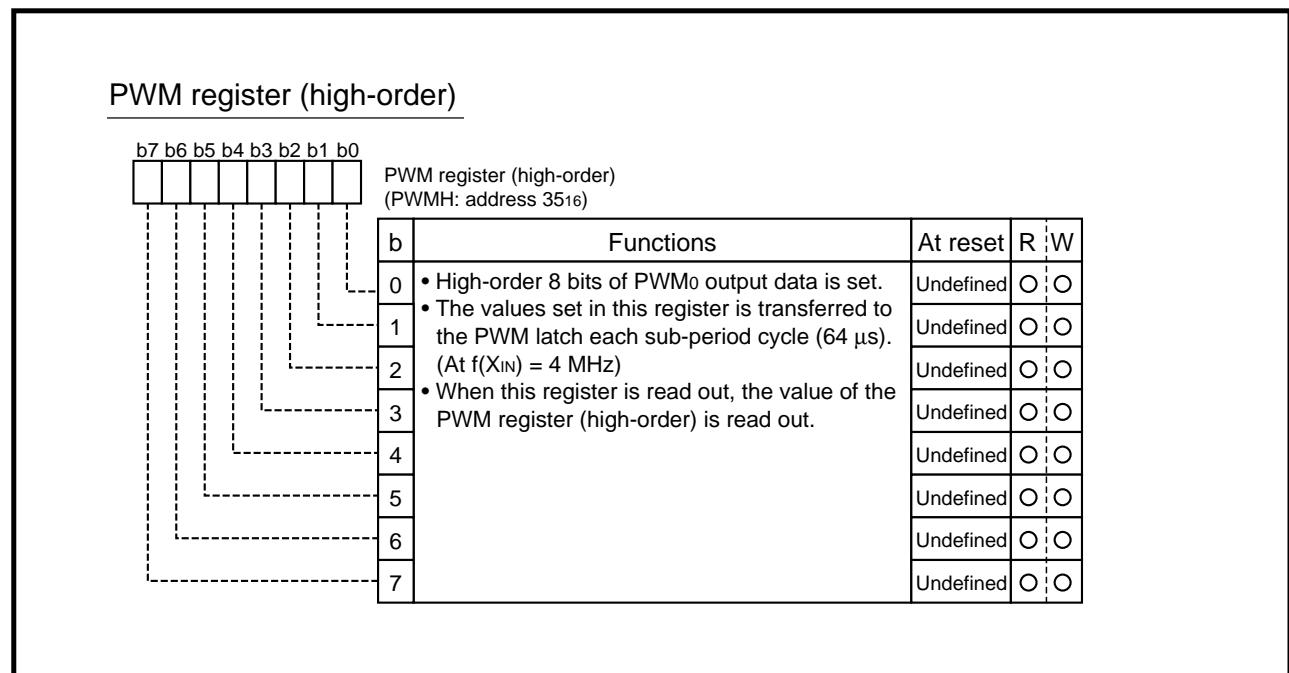 PWM register (high-order)
b7 b6 b5 b4 b3 b2 b1 b0
PWM register (high-order)
(PWMH: address 3516)
b Functions At reset R W
0 • High-order 8 bits of PWM0 output data is set. Undefined O O
• The values set in this register is transferred to
1 the PWM latch each sub-period cycle (64 μs). Undefined O O
2 (At f(XIN) = 4 MHz) Undefined O O
• When this register is read out, the value of the
3 PWM register (high-order) is read out. Undefined O O
4 Undefined O O
5 Undefined O O
6 Undefined O O
7 Undefined O O